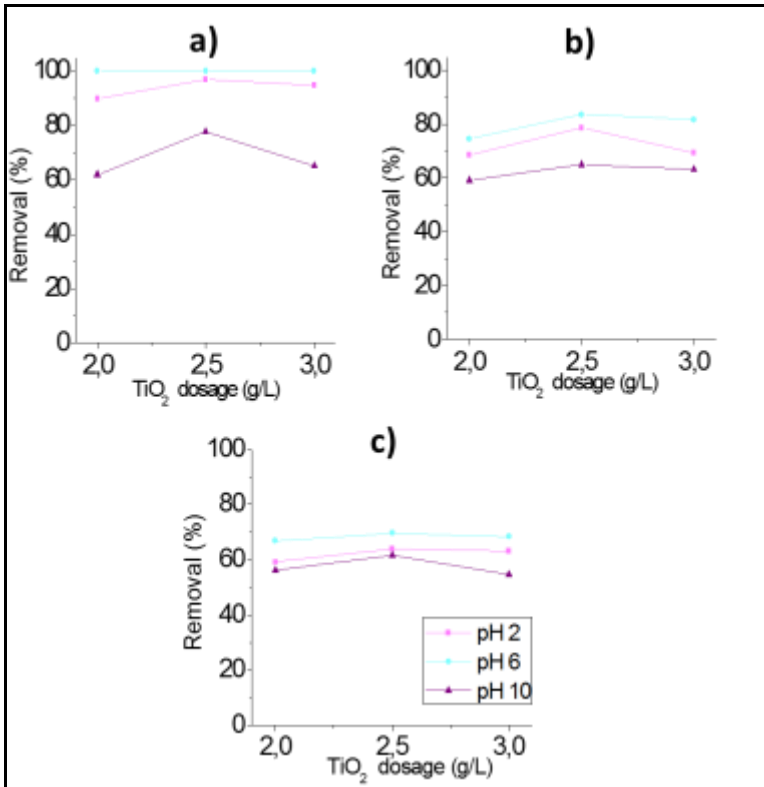 a)
Removal (%)
100
80
60
40
20
0
2,0 2,5 3,0
TiO₂ dosage (g/L)
b)
Removal (%)
100
80
60
40
20
0
2,0 2,5 3,0
TiO₂ dosage (g/L)
c)
Removal (%)
100
80
60
40
20
0
2,0 2,5 3,0
TiO₂ dosage (g/L)
pH 2
pH 6
pH 10